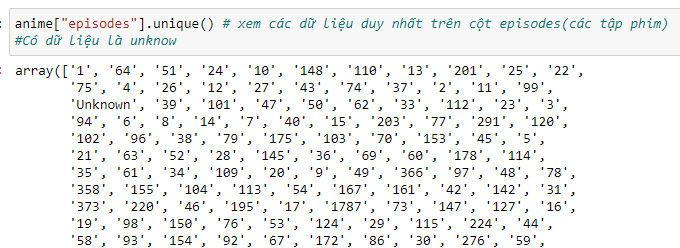 : anime["episodes"].unique() # xem các dữ liệu duy nhất trên cột episodes(các tập phim)
#Có dữ liệu là unknow
: array(['1', '64', '51', '24', '10', '148', '110', '13', '201', '25', '22',
'75', '4', '26', '12', '27', '43', '74', '37', '2', '11', '99',
'Unknown', '39', '101', '47', '50', '62', '33', '112', '23', '3',
'94', '6', '8', '14', '7', '40', '15', '203', '77', '291', '120',
'102', '96', '38', '79', '175', '103', '70', '153', '45', '5',
'21', '63', '52', '28', '145', '36', '69', '60', '178', '114',
'35', '61', '34', '109', '20', '9', '49', '366', '97', '48', '78',
'358', '155', '104', '113', '54', '167', '161', '42', '142', '31',
'373', '220', '46', '195', '17', '1787', '73', '147', '127', '16',
'19', '98', '150', '76', '53', '124', '29', '115', '224', '44',
'58', '93', '154', '92', '67', '172', '86', '30', '276', '59',